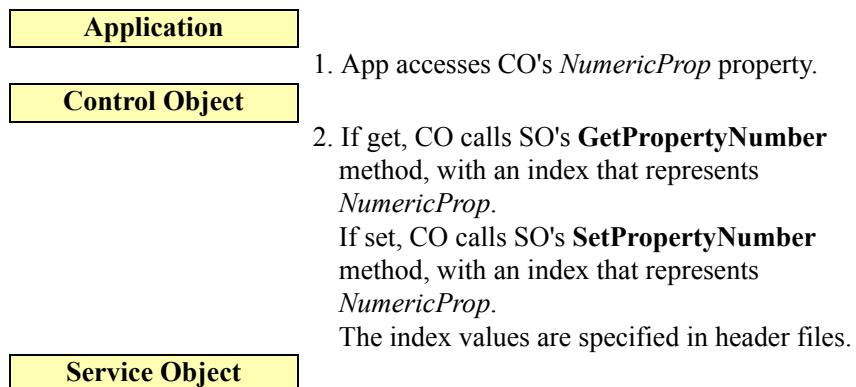 Application
1. App accesses CO's NumericProp property.
Control Object
2. If get, CO calls SO's GetPropertyNumber
method, with an index that represents
NumericProp.
If set, CO calls SO's SetPropertyNumber
method, with an index that represents
NumericProp.
The index values are specified in header files.
Service Object